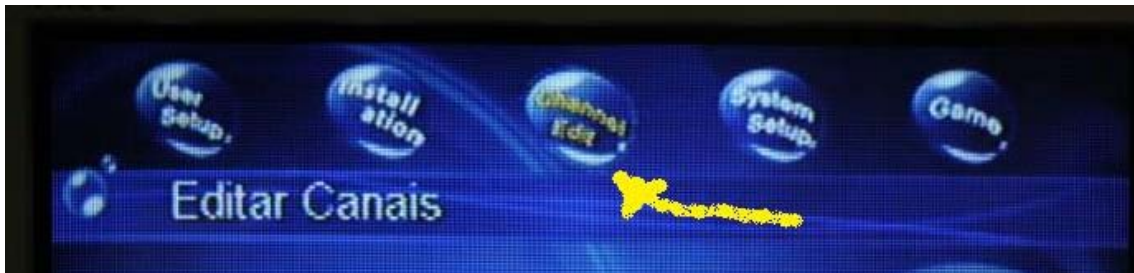 User
Setup.
Install
ation
Channel
Edit
System
Setup.
Game
Editar Canais